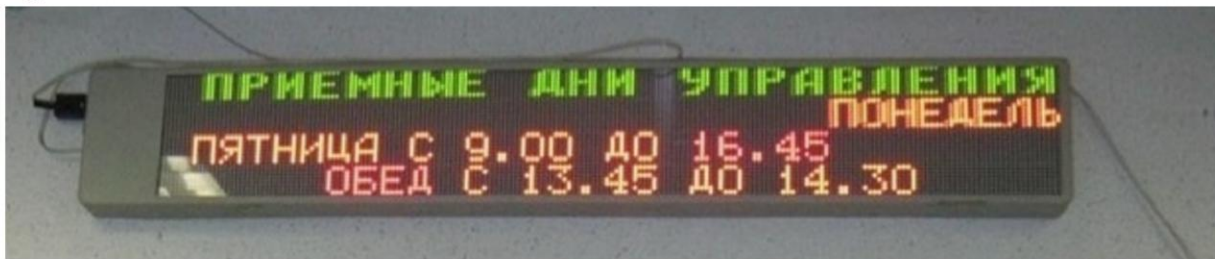 ПРИЕМНЫЕ ДНИ УПРАВЛЕНИЯ
ПОНЕДЕЛЬ
ПЯТНИЦА С 9.00 ДО 16.45
ОБЕД С 13.45 ДО 14.30